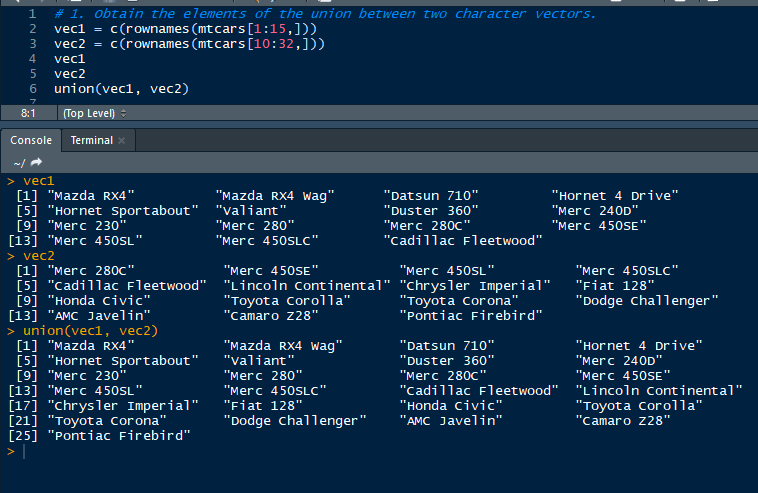 1 # 1. Obtain the elements of the union between two character vectors.
2 vec1 = c(rownames(mtcars[1:15,]))
3 vec2 = c(rownames(mtcars[10:32,]))
4 vec1
5 vec2
6 union(vec1, vec2)
7
8:1 (Top Level)
Console Terminal ×
~/
> vec1
[1] "Mazda RX4" "Mazda RX4 Wag" "Datsun 710" "Hornet 4 Drive"
[5] "Hornet Sportabout" "Valiant" "Duster 360" "Merc 240D"
[9] "Merc 230" "Merc 280" "Merc 280C" "Merc 450SE"
[13] "Merc 450SL" "Merc 450SLC" "Cadillac Fleetwood"
> vec2
[1] "Merc 280C" "Merc 450SE" "Merc 450SL" "Merc 450SLC"
[5] "Cadillac Fleetwood" "Lincoln Continental" "Chrysler Imperial" "Fiat 128"
[9] "Honda Civic" "Toyota Corolla" "Toyota Corona" "Dodge Challenger"
[13] "AMC Javelin" "Camaro Z28" "Pontiac Firebird"
> union(vec1, vec2)
[1] "Mazda RX4" "Mazda RX4 Wag" "Datsun 710" "Hornet 4 Drive"
[5] "Hornet Sportabout" "Valiant" "Duster 360" "Merc 240D"
[9] "Merc 230" "Merc 280" "Merc 280C" "Merc 450SE"
[13] "Merc 450SL" "Merc 450SLC" "Cadillac Fleetwood" "Lincoln Continental"
[17] "Chrysler Imperial" "Fiat 128" "Honda Civic" "Toyota Corolla"
[21] "Toyota Corona" "Dodge Challenger" "AMC Javelin" "Camaro Z28"
[25] "Pontiac Firebird"
>